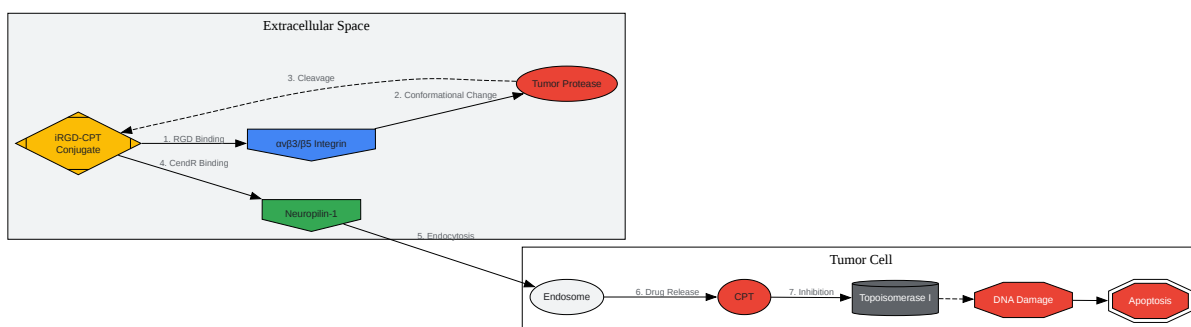 Extracellular Space
3. Cleavage
Tumor Protease
2. Conformational Change
iRGD-CPT
Conjugate
1. RGD Binding
αvβ3/β5 Integrin
4. CendR Binding
Neuropilin-1
5. Endocytosis
Tumor Cell
Endosome
6. Drug Release
CPT
7. Inhibition
Topoisomerase I
DNA Damage
Apoptosis